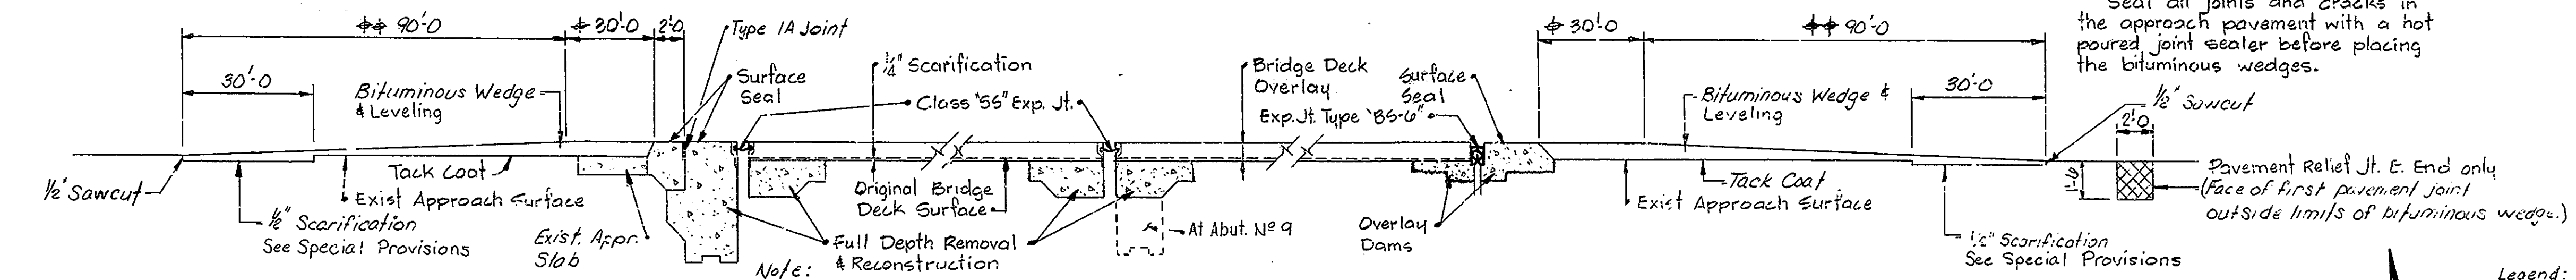 ɸɸ 90'-0
ɸ 30'-0
2'-0
Type IA Joint
30'-0
Bituminous Wedge
& Leveling
Surface
Seal
1/4" Scarification
Class "SS" Exp. Jt.
Bridge Deck
Overlay
Surface
Seal
Exp. Jt. Type "BS-6"
ɸ 30'-0
ɸɸ 90'-0
Bituminous Wedge &
Leveling
30'-0
Seal all joints and cracks in
the approach pavement with a hot
poured joint sealer before placing
the bituminous wedges.
1/2" Sawcut
2'-0
1'-6
Pavement Relief Jt. E. End only
(Face of first pavement joint
outside limits of bituminous wedge.)
1/2" Sawcut
Tack Coat
Exist Approach Surface
1/2" Scarification
See Special Provisions
Exist. Appr.
Slab
Original Bridge
Deck Surface
Full Depth Removal
& Reconstruction
Note:
At Abut. Nº 9
Overlay
Dams
Tack Coat
Exist Approach Surface
1/2" Scarification
See Special Provisions
Legend: